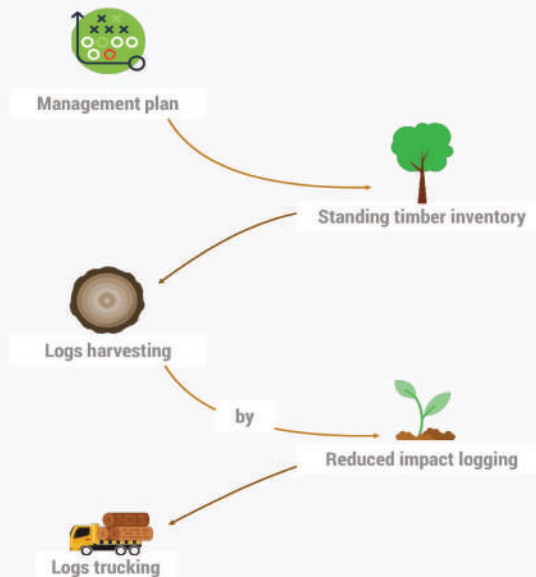 Management plan
Standing timber inventory
Logs harvesting
by
Reduced impact logging
Logs trucking